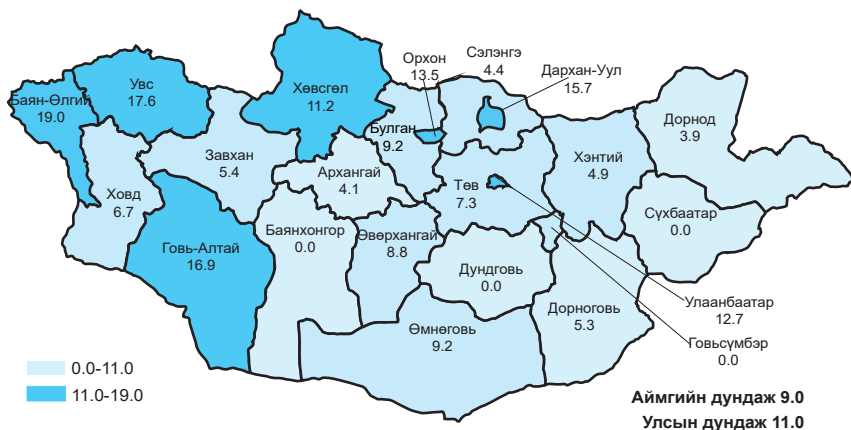 Орхон
13.5
Сэлэнгэ
4.4
Дархан-Уул
15.7
Увс
17.6
Баян-Өлгий
19.0
Хөвсгөл
11.2
Булган
9.2
Дорнод
3.9
Завхан
5.4
Архангай
4.1
Хэнтий
4.9
Төв
7.3
Ховд
6.7
Сүхбаатар
0.0
Баянхонгор
0.0
Өвөрхангай
8.8
Говь-Алтай
16.9
Дундговь
0.0
Улаанбаатар
12.7
Дорноговь
5.3
Өмнөговь
9.2
Говьсүмбэр
0.0
0.0-11.0
11.0-19.0
Аймгийн дундаж 9.0
Улсын дундаж 11.0